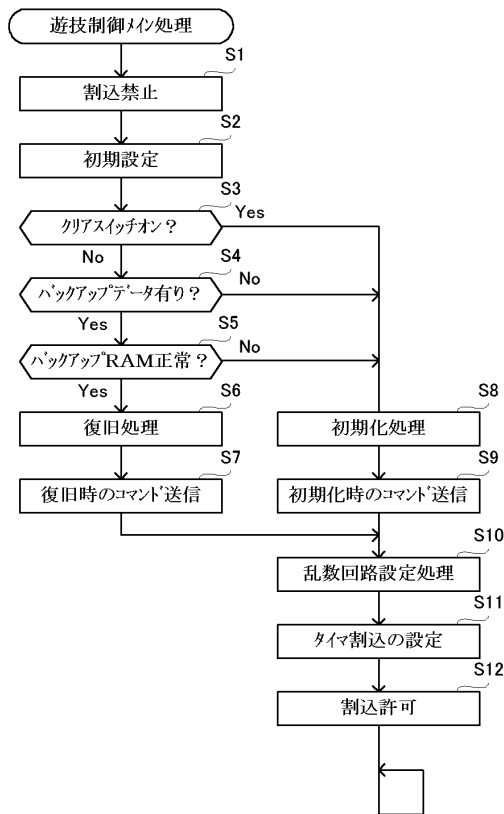 遊技制御ﾒｲﾝ処理
S1
割込禁止
S2
初期設定
S3
ｸﾘｱｽｲｯﾁｵﾝ？
Yes
No
S4
ﾊﾞｯｸｱｯﾌﾟﾃﾞｰﾀ有り？
No
Yes
S5
ﾊﾞｯｸｱｯﾌﾟRAM正常？
No
Yes
S6
復旧処理
S7
復旧時のｺﾏﾝﾄﾞ送信
S8
初期化処理
S9
初期化時のｺﾏﾝﾄﾞ送信
S10
乱数回路設定処理
S11
ﾀｲﾏ割込の設定
S12
割込許可